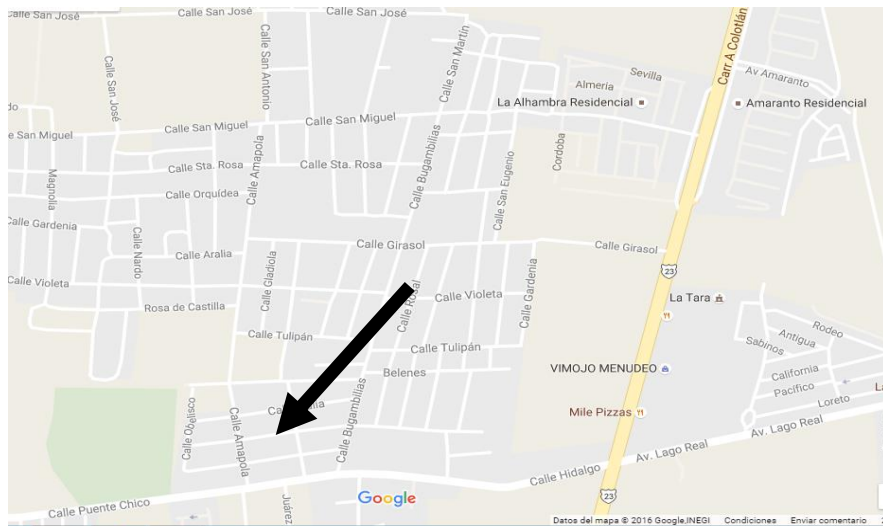 Calle San José
Calle San José
Calle San José
Calle San José
Calle San Antonio
Calle San Martin
Carr A Colotlán
Av Amaranto
Sevilla
Almeria
La Alhambra Residencial
Amaranto Residencial
Calle San Miguel
Calle San Miguel
e San Miguel
Cordoba
Calle Amapola
Calle Bugambilias
Calle Sta. Rosa
Calle Sta. Rosa
Magnolia
Calle Orquídea
Calle San Eugenio
Calle Gardenia
Calle Nardo
Calle Girasol
Calle Girasol
Calle Aralia
Calle Gladiola
23
Calle Violeta
Calle Gardenia
Calle Rosal
Calle Violeta
La Tara
Rosa de Castilla
Calle Tulipán
Calle Tulipán
Rodeo
Antigua
Sabinos
Belenes
VIMOJO MENUDEO
California
Pacífico
Loreto
Calle Obelisco
Calle Amapola
Calle Bugambilias
Mile Pizzas
Av. Lago Real
Av. Lago Real
Calle Hidalgo
23
Calle Puente Chico
Juárez
Google
Datos del mapa © 2016 Google,INEGI Condiciones Enviar comentario